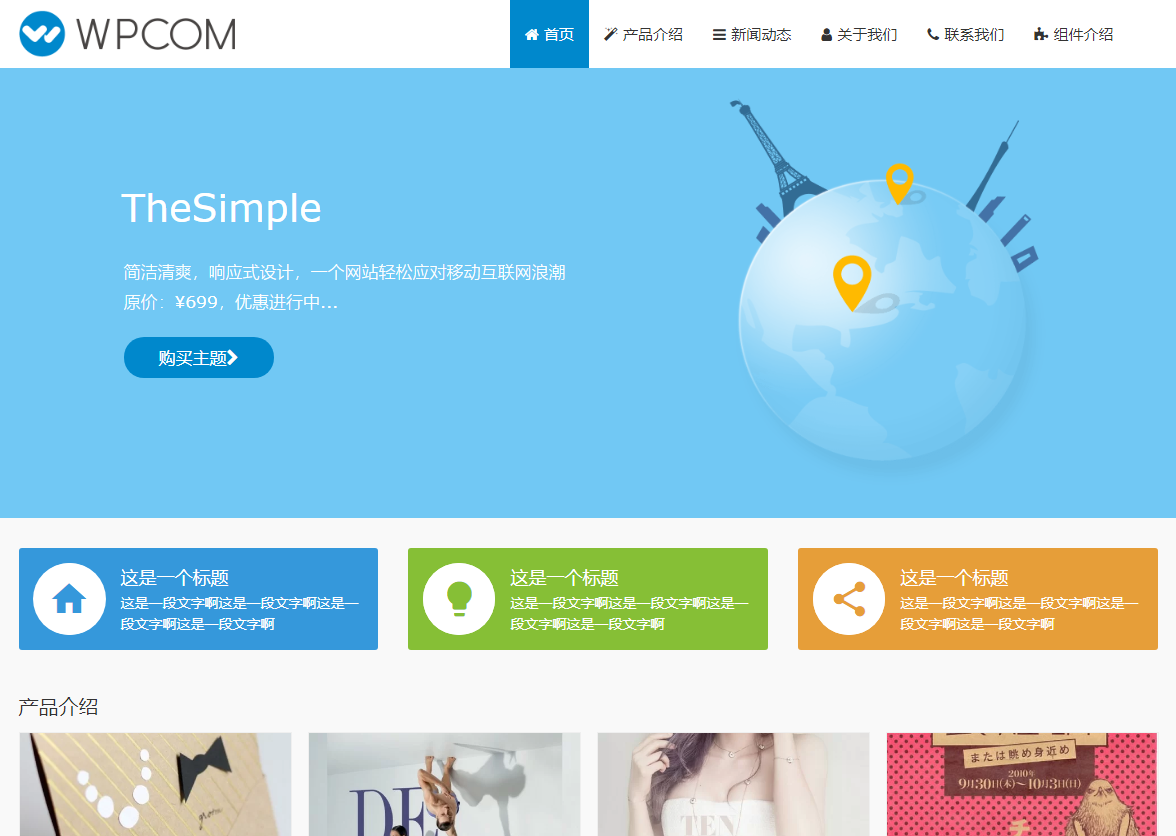 WPCOM
首页
产品介绍
新闻动态
关于我们
联系我们
组件介绍
TheSimple
简洁清爽，响应式设计，一个网站轻松应对移动互联网浪潮
原价：¥699，优惠进行中...
购买主题
这是一个标题
这是一段文字啊这是一段文字啊这是一
段文字啊这是一段文字啊
这是一个标题
这是一段文字啊这是一段文字啊这是一
段文字啊这是一段文字啊
这是一个标题
这是一段文字啊这是一段文字啊这是一
段文字啊这是一段文字啊
产品介绍
groom
DE
TEN
または眺め身近め
2010年
9月30日(木)〜10月3日(日)
チ